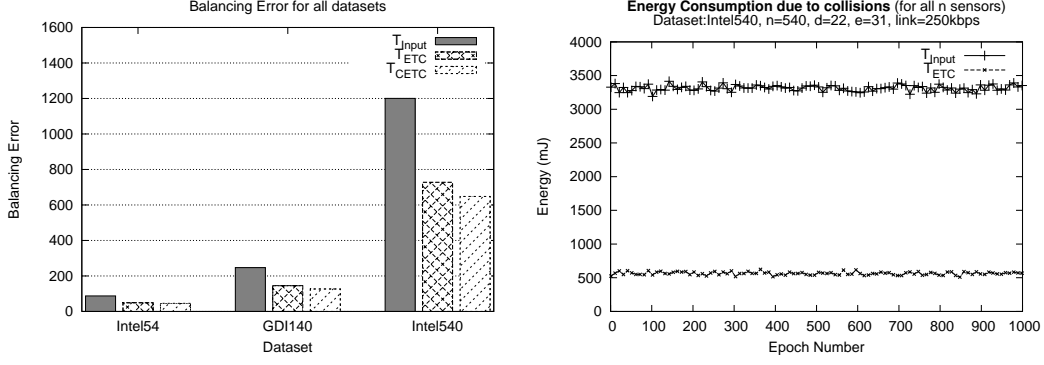 Balancing Error for all datasets
T_Input
T_ETC
T_CETC
Balancing Error
1600
1400
1200
1000
800
600
400
200
0
Intel54 GDI140 Intel540
Dataset
Energy Consumption due to collisions (for all n sensors)
Dataset:Intel540, n=540, d=22, e=31, link=250kbps
T_Input
T_ETC
Energy (mJ)
4000
3500
3000
2500
2000
1500
1000
500
0
0 100 200 300 400 500 600 700 800 900 1000
Epoch Number